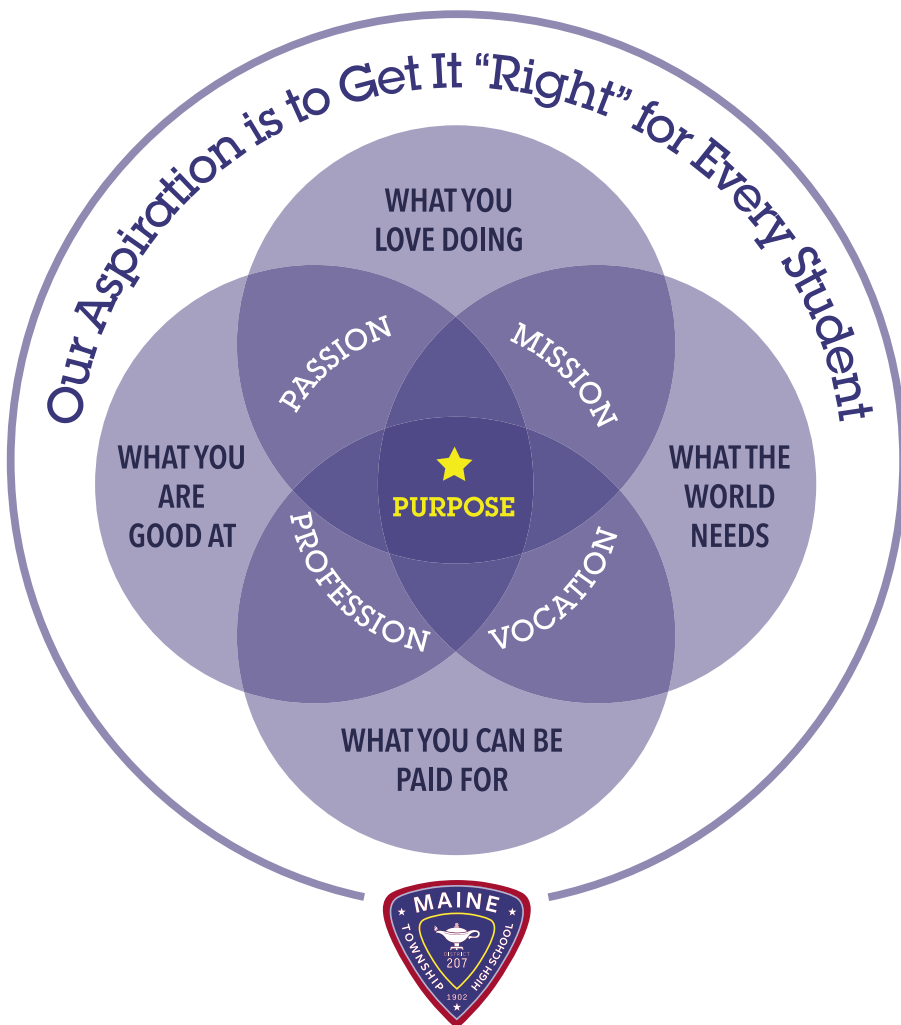 Our Aspiration is to Get It “Right” for Every Student
WHAT YOU
LOVE DOING
PASSION
MISSION
WHAT YOU
ARE
GOOD AT
PURPOSE
WHAT THE
WORLD
NEEDS
PROFESSION
VOCATION
WHAT YOU CAN BE
PAID FOR
MAINE
TOWNSHIP
HIGH SCHOOL
DISTRICT
207
1902